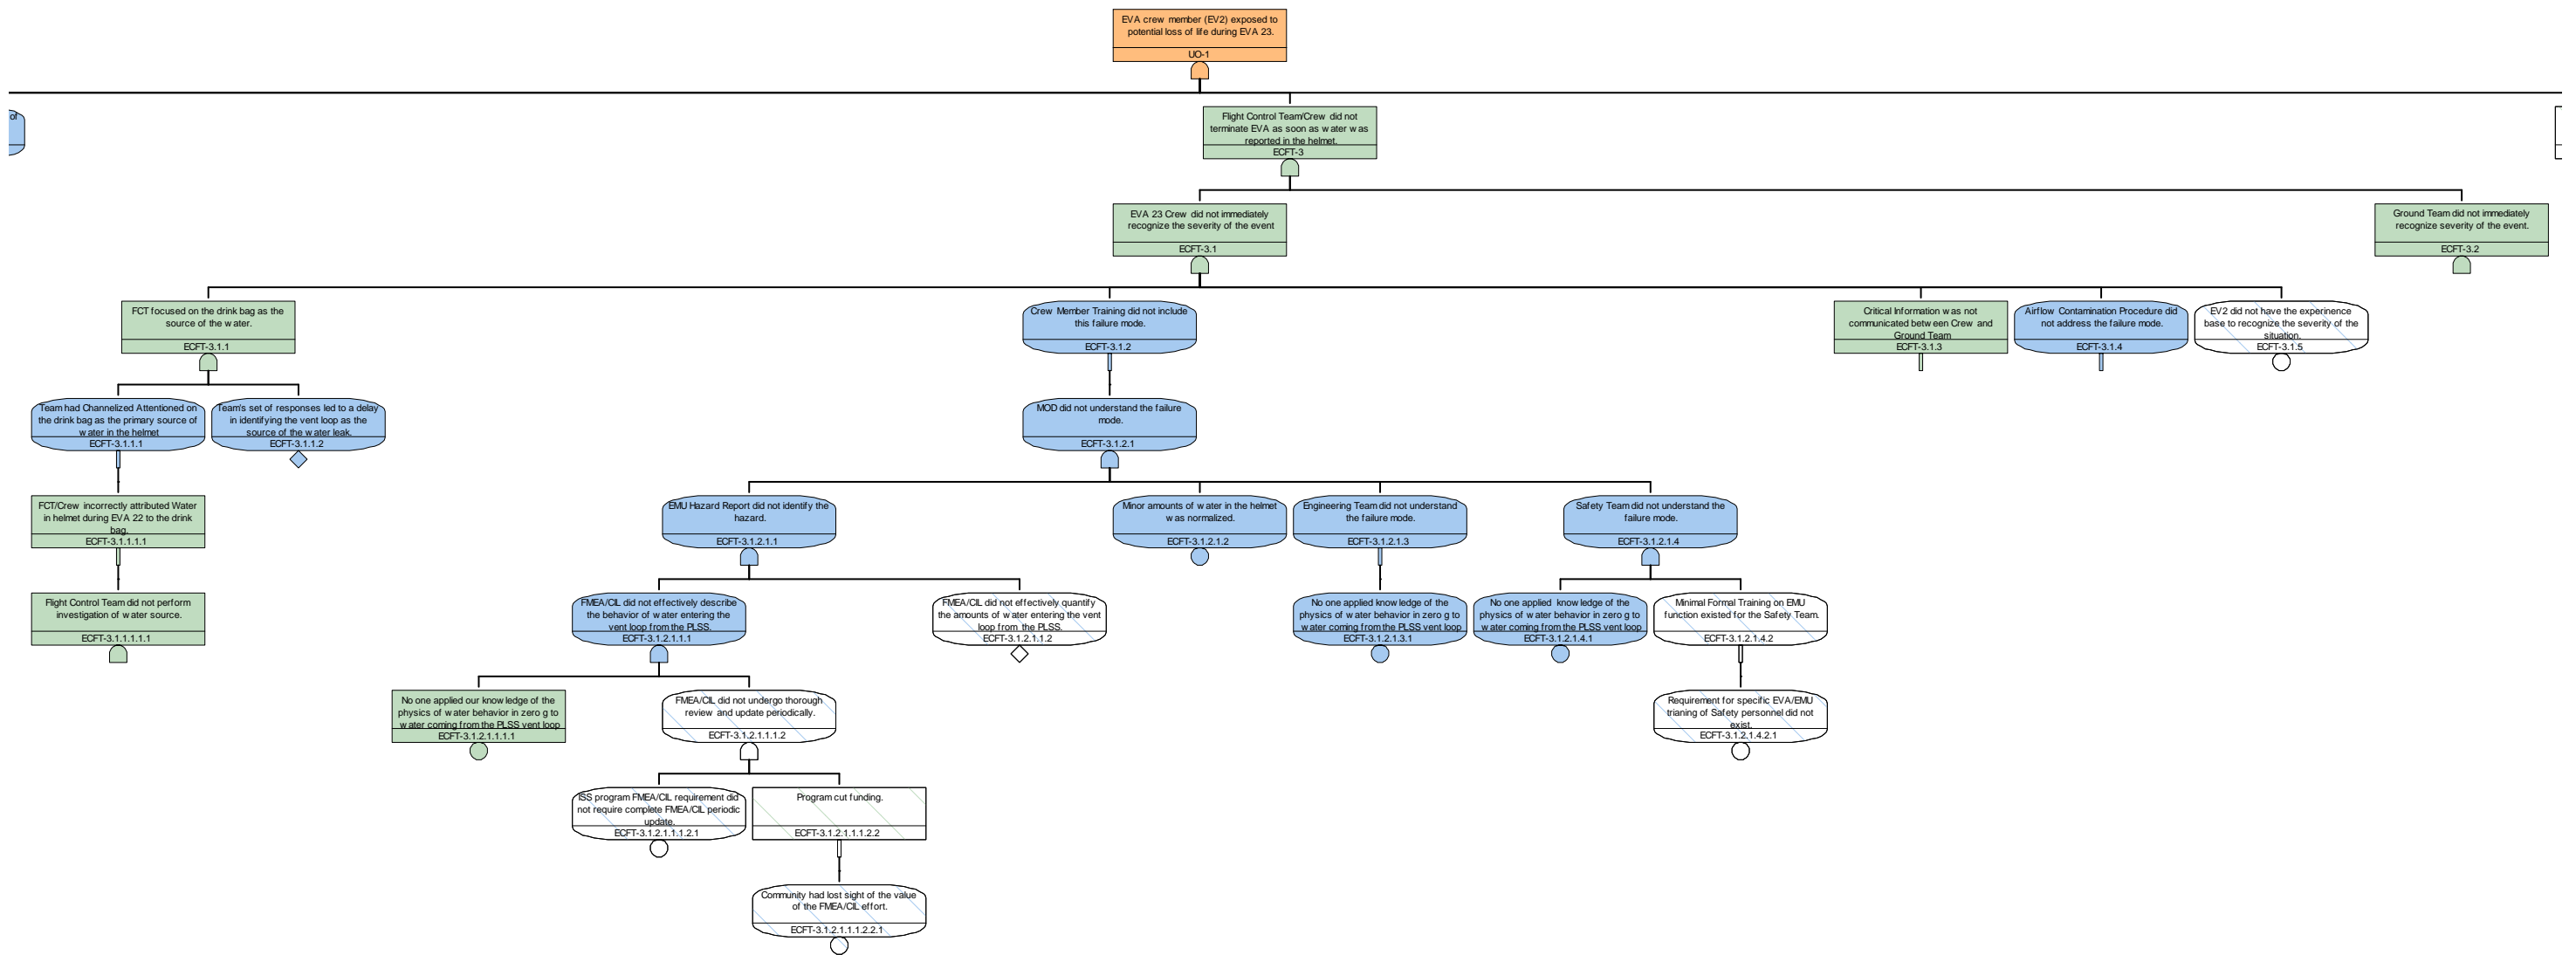 EVA crew member (EV2) exposed to
potential loss of life during EVA 23.
UO-1
of
Flight Control Team/Crew did not
terminate EVA as soon as water was
reported in the helmet.
ECFT-3
EVA 23 Crew did not immediately
recognize the severity of the event
ECFT-3.1
Ground Team did not immediately
recognize severity of the event.
ECFT-3.2
FCT focused on the drink bag as the
source of the water.
ECFT-3.1.1
Crew Member Training did not include
this failure mode.
ECFT-3.1.2
Critical Information was not
communicated between Crew and
Ground Team
ECFT-3.1.3
Airflow Contamination Procedure did
not address the failure mode.
ECFT-3.1.4
EV2 did not have the experinence
base to recognize the severity of the
situation.
ECFT-3.1.5
Team had Channelized Attentioned on
the drink bag as the primary source of
water in the helmet
ECFT-3.1.1.1
Team's set of responses led to a delay
in identifying the vent loop as the
source of the water leak.
ECFT-3.1.1.2
MOD did not understand the failure
mode.
ECFT-3.1.2.1
FCT/Crew incorrectly attributed Water
in helmet during EVA 22 to the drink
bag.
ECFT-3.1.1.1.1
EMU Hazard Report did not identify the
hazard.
ECFT-3.1.2.1.1
Minor amounts of water in the helmet
was normalized.
ECFT-3.1.2.1.2
Engineering Team did not understand
the failure mode.
ECFT-3.1.2.1.3
Safety Team did not understand the
failure mode.
ECFT-3.1.2.1.4
Flight Control Team did not perform
investigation of water source.
ECFT-3.1.1.1.1.1
FMEA/CIL did not effectively describe
the behavior of water entering the
vent loop from the PLSS.
ECFT-3.1.2.1.1.1
FMEA/CIL did not effectively quantify
the amounts of water entering the vent
loop from the PLSS.
ECFT-3.1.2.1.1.2
No one applied knowledge of the
physics of water behavior in zero g to
water coming from the PLSS vent loop
ECFT-3.1.2.1.3.1
No one applied knowledge of the
physics of water behavior in zero g to
water coming from the PLSS vent loop
ECFT-3.1.2.1.4.1
Minimal Formal Training on EMU
function existed for the Safety Team.
ECFT-3.1.2.1.4.2
No one applied our knowledge of the
physics of water behavior in zero g to
water coming from the PLSS vent loop
ECFT-3.1.2.1.1.1.1
FMEA/CIL did not undergo thorough
review and update periodically.
ECFT-3.1.2.1.1.1.2
Requirement for specific EVA/EMU
trianing of Safety personnel did not
exist.
ECFT-3.1.2.1.4.2.1
ISS program FMEA/CIL requirement did
not require complete FMEA/CIL periodic
update.
ECFT-3.1.2.1.1.1.2.1
Program cut funding.
ECFT-3.1.2.1.1.1.2.2
Community had lost sight of the value
of the FMEA/CIL effort.
ECFT-3.1.2.1.1.1.2.2.1